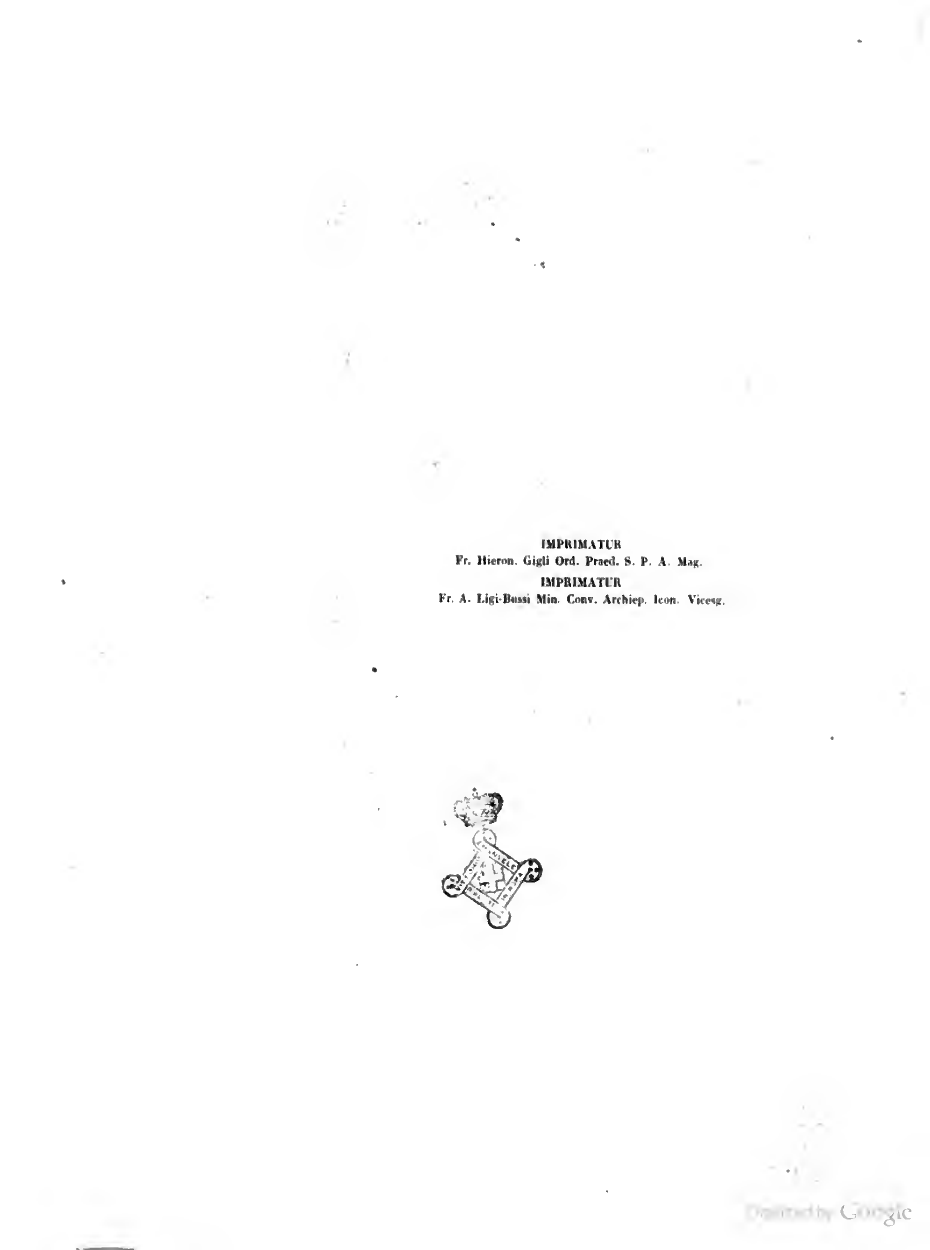 IMPRIMATUR
Fr. Hieron. Gigli Ord. Praed. S. P. A. Mag.
IMPRIMATUR
Fr. A. Ligi-Bussi Min. Conv. Archiep. Icon. Vicesg.
Digitized by Google